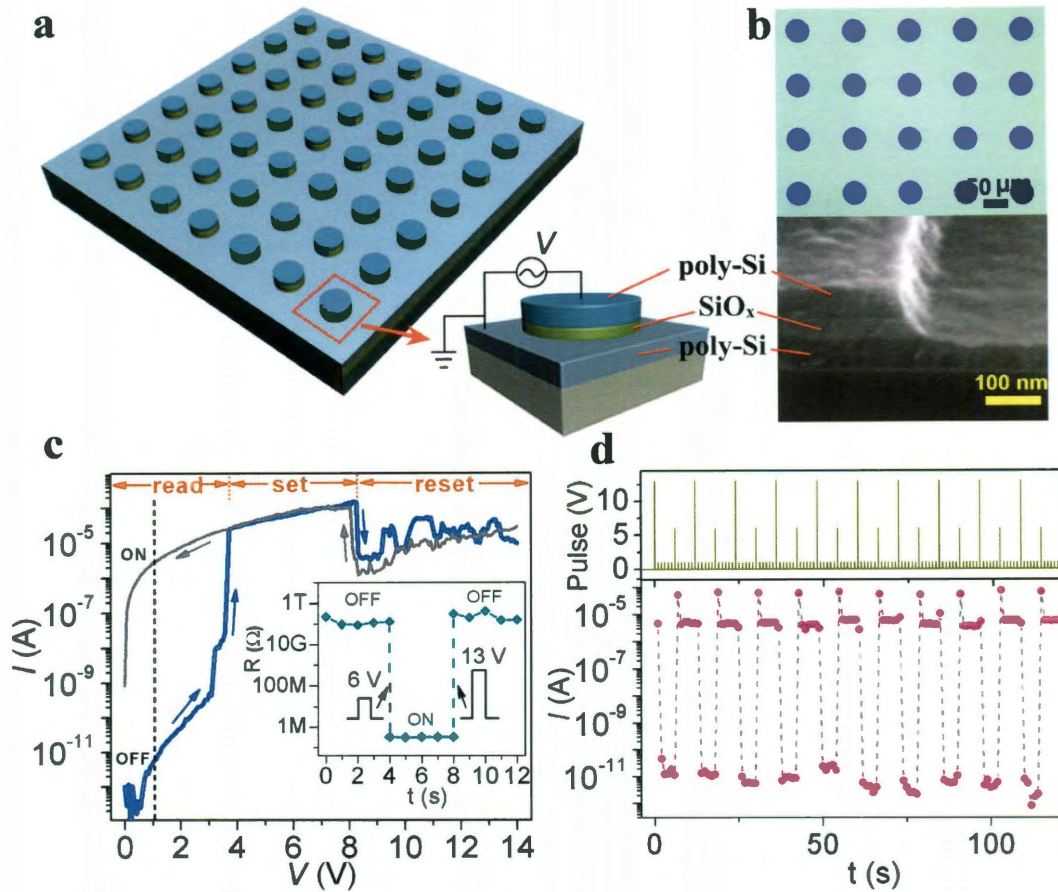 a
b
50 µm
V
poly-Si
SiOₓ
poly-Si
100 nm
c
read set reset
ON
OFF
10⁻⁵
10⁻⁷
10⁻⁹
10⁻¹¹
I (A)
0 2 4 6 8 10 12 14
V (V)
1T
10G
100M
1M
R (Ω)
OFF OFF
6 V 13 V
ON
0 2 4 6 8 10 12
t (s)
d
Pulse (V)
10
5
0
10⁻⁵
10⁻⁷
10⁻⁹
10⁻¹¹
I (A)
0 50 100
t (s)